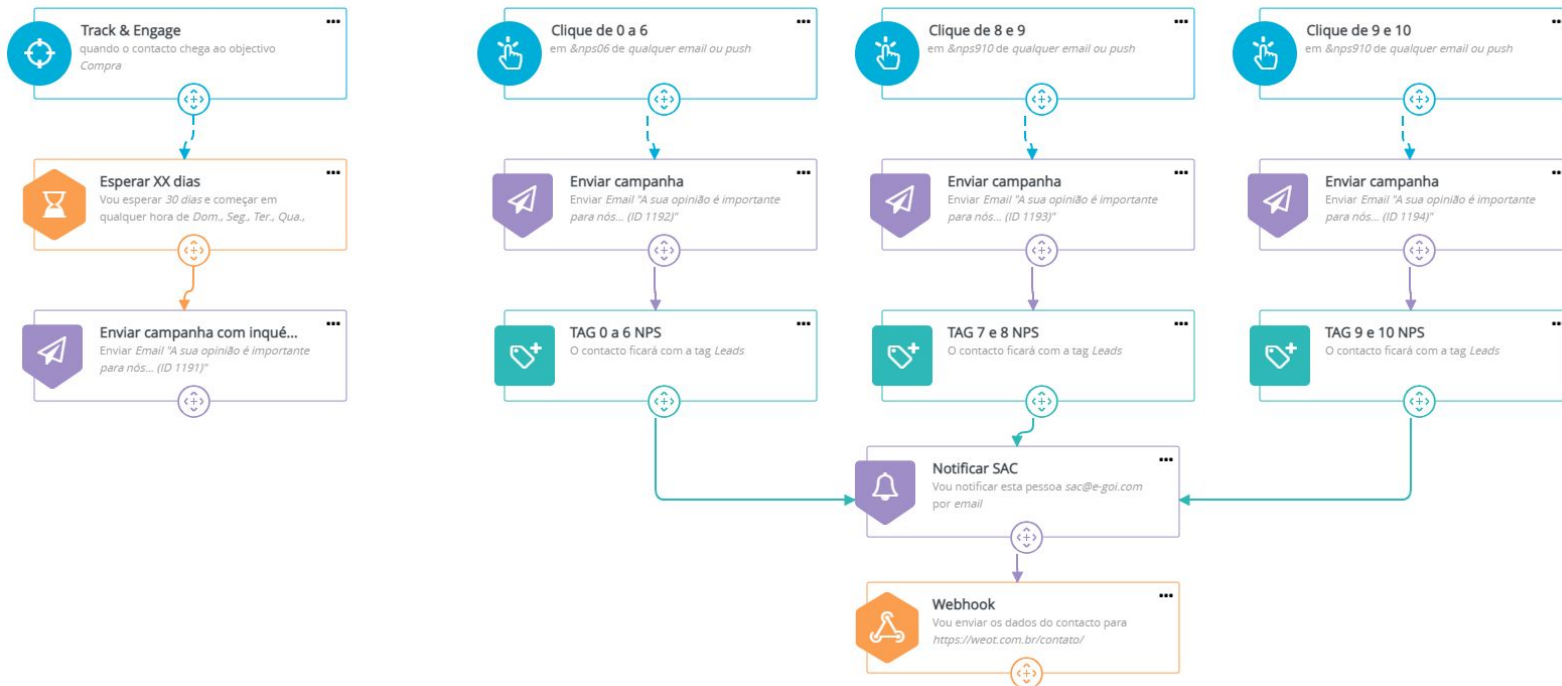 Track & Engage
quando o contacto chega ao objectivo
Compra
Clique de 0 a 6
em &nps06 de qualquer email ou push
Clique de 8 e 9
em &nps910 de qualquer email ou push
Clique de 9 e 10
em &nps910 de qualquer email ou push
Esperar XX dias
Vou esperar 30 dias e começar em
qualquer hora de Dom., Seg., Ter., Qua.,
Enviar campanha
Enviar Email "A sua opinião é importante
para nós... (ID 1192)"
Enviar campanha
Enviar Email "A sua opinião é importante
para nós... (ID 1193)"
Enviar campanha
Enviar Email "A sua opinião é importante
para nós... (ID 1194)"
Enviar campanha com inqué...
Enviar Email "A sua opinião é importante
para nós... (ID 1191)"
TAG 0 a 6 NPS
O contacto ficará com a tag Leads
TAG 7 e 8 NPS
O contacto ficará com a tag Leads
TAG 9 e 10 NPS
O contacto ficará com a tag Leads
Notificar SAC
Vou notificar esta pessoa sac@e-goi.com
por email
Webhook
Vou enviar os dados do contacto para
https://weot.com.br/contato/